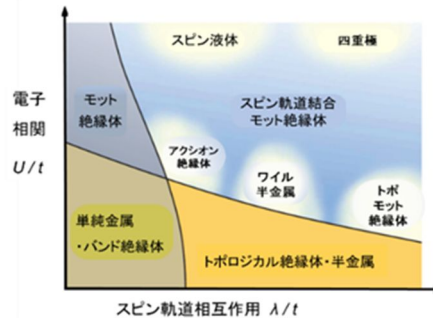 スピン液体
四重極
電子
相関
U/t
モット
絶縁体
スピン軌道結合
モット絶縁体
アクシオン
絶縁体
ワイル
半金属
トポ
モット
絶縁体
単純金属
・バンド絶縁体
トポロジカル絶縁体・半金属
スピン軌道相互作用 λ/t